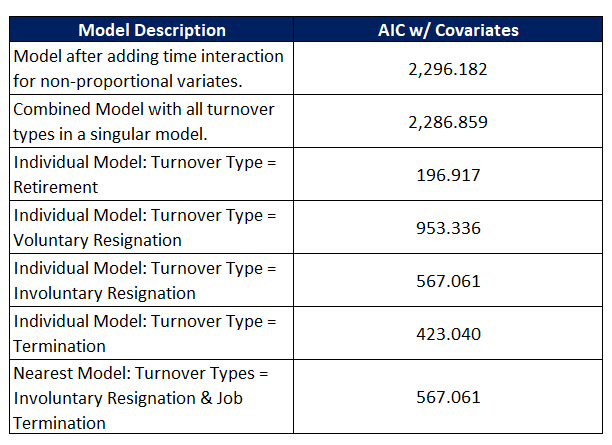 Model Description
AIC w/ Covariates
Model after adding time interaction
for non-proportional variates.
2,296.182
Combined Model with all turnover
types in a singular model.
2,286.859
Individual Model: Turnover Type =
Retirement
196.917
Individual Model: Turnover Type =
Voluntary Resignation
953.336
Individual Model: Turnover Type =
Involuntary Resignation
567.061
Individual Model: Turnover Type =
Termination
423.040
Nearest Model: Turnover Types =
Involuntary Resignation & Job
Termination
567.061